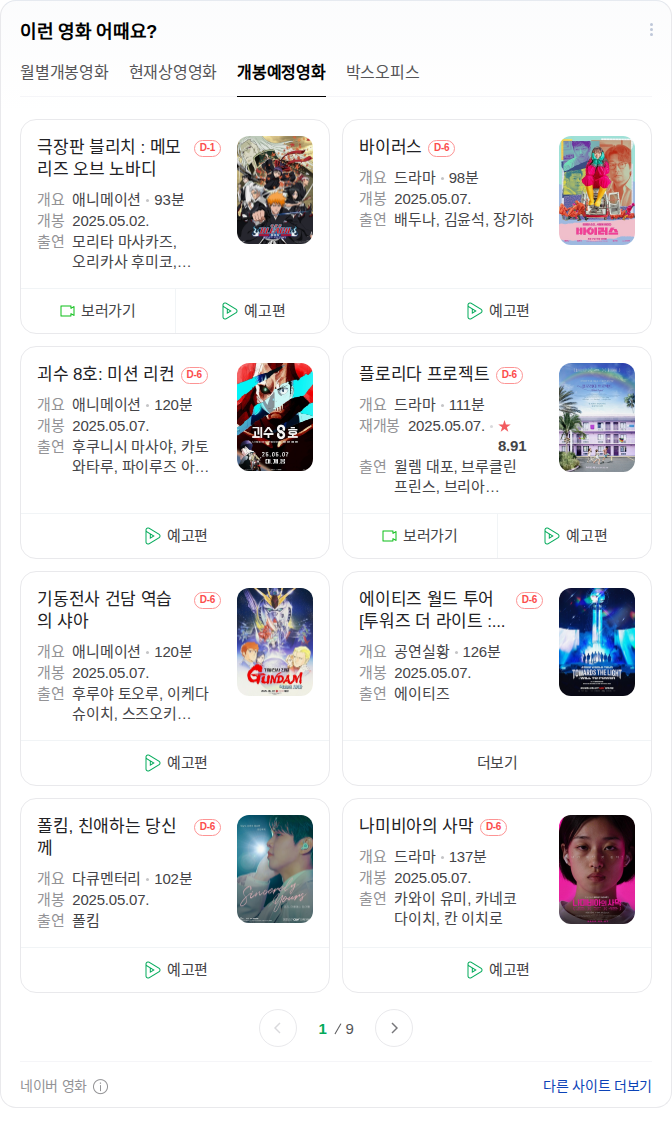 이런 영화 어때요?
월별개봉영화 현재상영영화 개봉예정영화 박스오피스
극장판 블리치 : 메모 D-1
리즈 오브 노바디
개요 애니메이션 · 93분
개봉 2025.05.02.
출연 모리타 마사카즈,
오리카사 후미코,...
보러가기 예고편
바이러스 D-6
개요 드라마 · 98분
개봉 2025.05.07.
출연 배두나, 김윤석, 장기하
바이러스
예고편
괴수 8호: 미션 리컨 D-6
개요 애니메이션 · 120분
개봉 2025.05.07.
출연 후쿠니시 마사야, 카토
와타루, 파이루즈 아...
괴수 8호
25.05.07
대개봉
예고편
플로리다 프로젝트 D-6
개요 드라마 · 111분
재개봉 2025.05.07. · ★
8.91
출연 윌렘 대포, 브루클린
프린스, 브리아...
보러가기 예고편
기동전사 건담 역습 D-6
의 샤아
개요 애니메이션 · 120분
개봉 2025.05.07.
출연 후루야 토오루, 이케다
슈이치, 스즈오키...
GUNDAM
예고편
에이티즈 월드 투어 D-6
[투워즈 더 라이트 :...
개요 공연실황 · 126분
개봉 2025.05.07.
출연 에이티즈
TOWARDS THE LIGHT
WILL TO POWER
더보기
폴킴, 친애하는 당신 D-6
께
개요 다큐멘터리 · 102분
개봉 2025.05.07.
출연 폴킴
Sincerely
Yours
예고편
나미비아의 사막 D-6
개요 드라마 · 137분
개봉 2025.05.07.
출연 카와이 유미, 카네코
다이치, 칸 이치로
나미비아의 사막
예고편
1 / 9
네이버 영화 다른 사이트 더보기